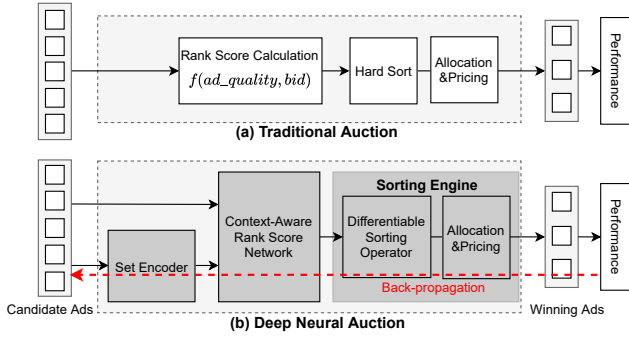 Rank Score Calculation
f(ad_quality, bid)
Hard Sort
Allocation
&Pricing
Performance
(a) Traditional Auction
Sorting Engine
Context-Aware
Rank Score
Network
Differentiable
Sorting
Operator
Allocation
&Pricing
Set Encoder
Performance
Back-propagation
Candidate Ads
Winning Ads
(b) Deep Neural Auction